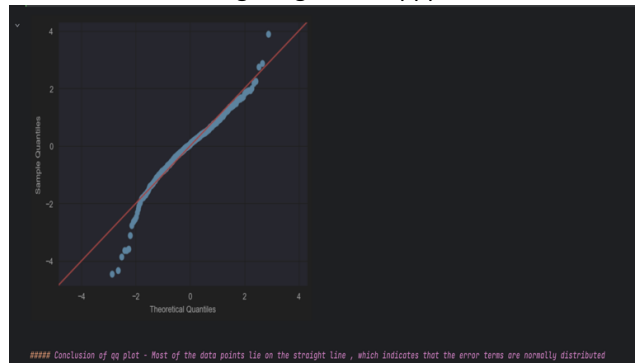 4
2
0
−2
−4
Sample Quantiles
−4 −2 0 2 4
Theoretical Quantiles
##### Conclusion of qq plot - Most of the data points lie on the straight line , which indicates that the error terms are normally distributed